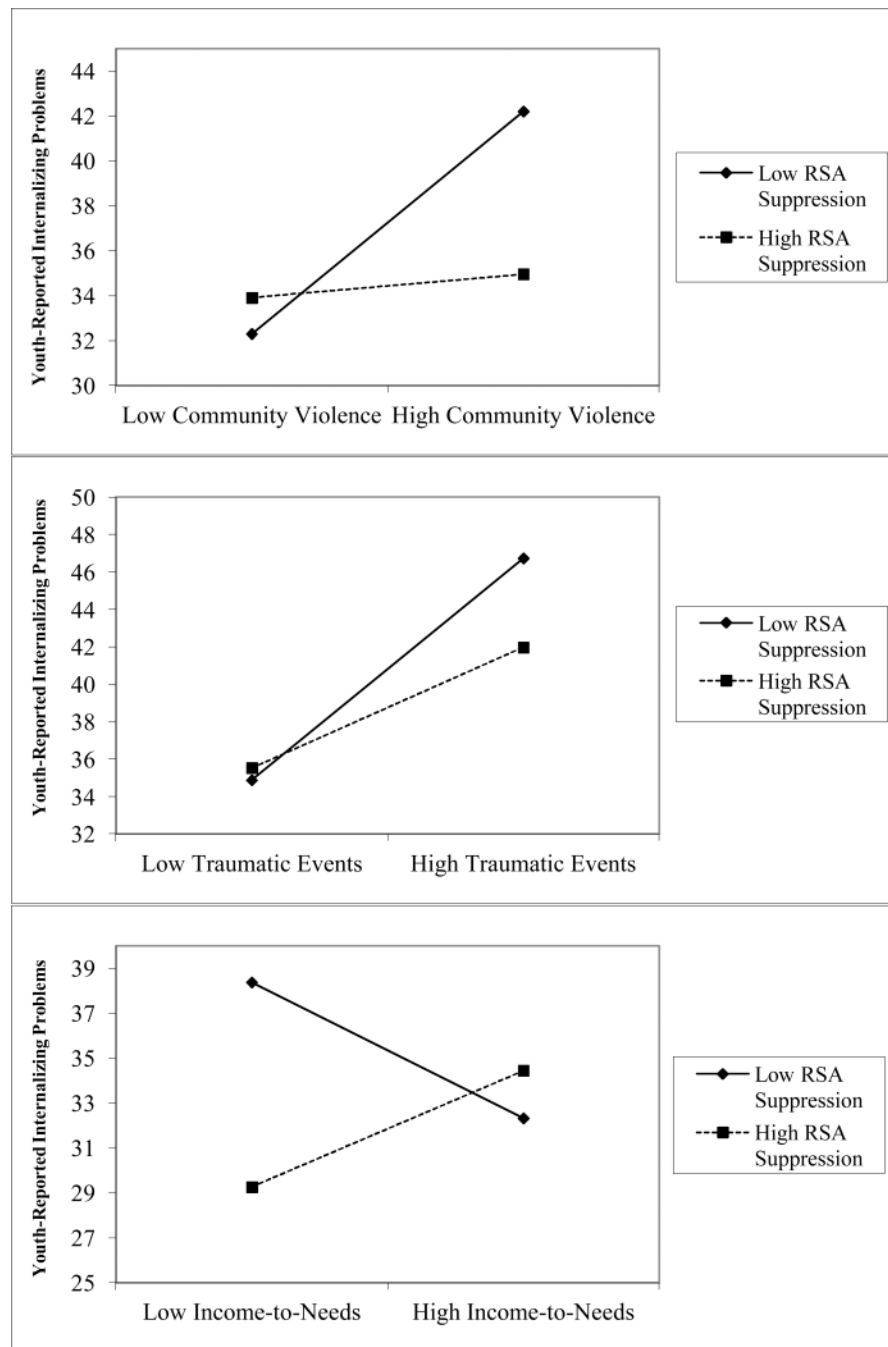 Youth-Reported Internalizing Problems
44
42
40
38
36
34
32
30
Low Community Violence High Community Violence
Low RSA
Suppression
High RSA
Suppression
Youth-Reported Internalizing Problems
50
48
46
44
42
40
38
36
34
32
Low Traumatic Events High Traumatic Events
Low RSA
Suppression
High RSA
Suppression
Youth-Reported Internalizing Problems
39
37
35
33
31
29
27
25
Low Income-to-Needs High Income-to-Needs
Low RSA
Suppression
High RSA
Suppression